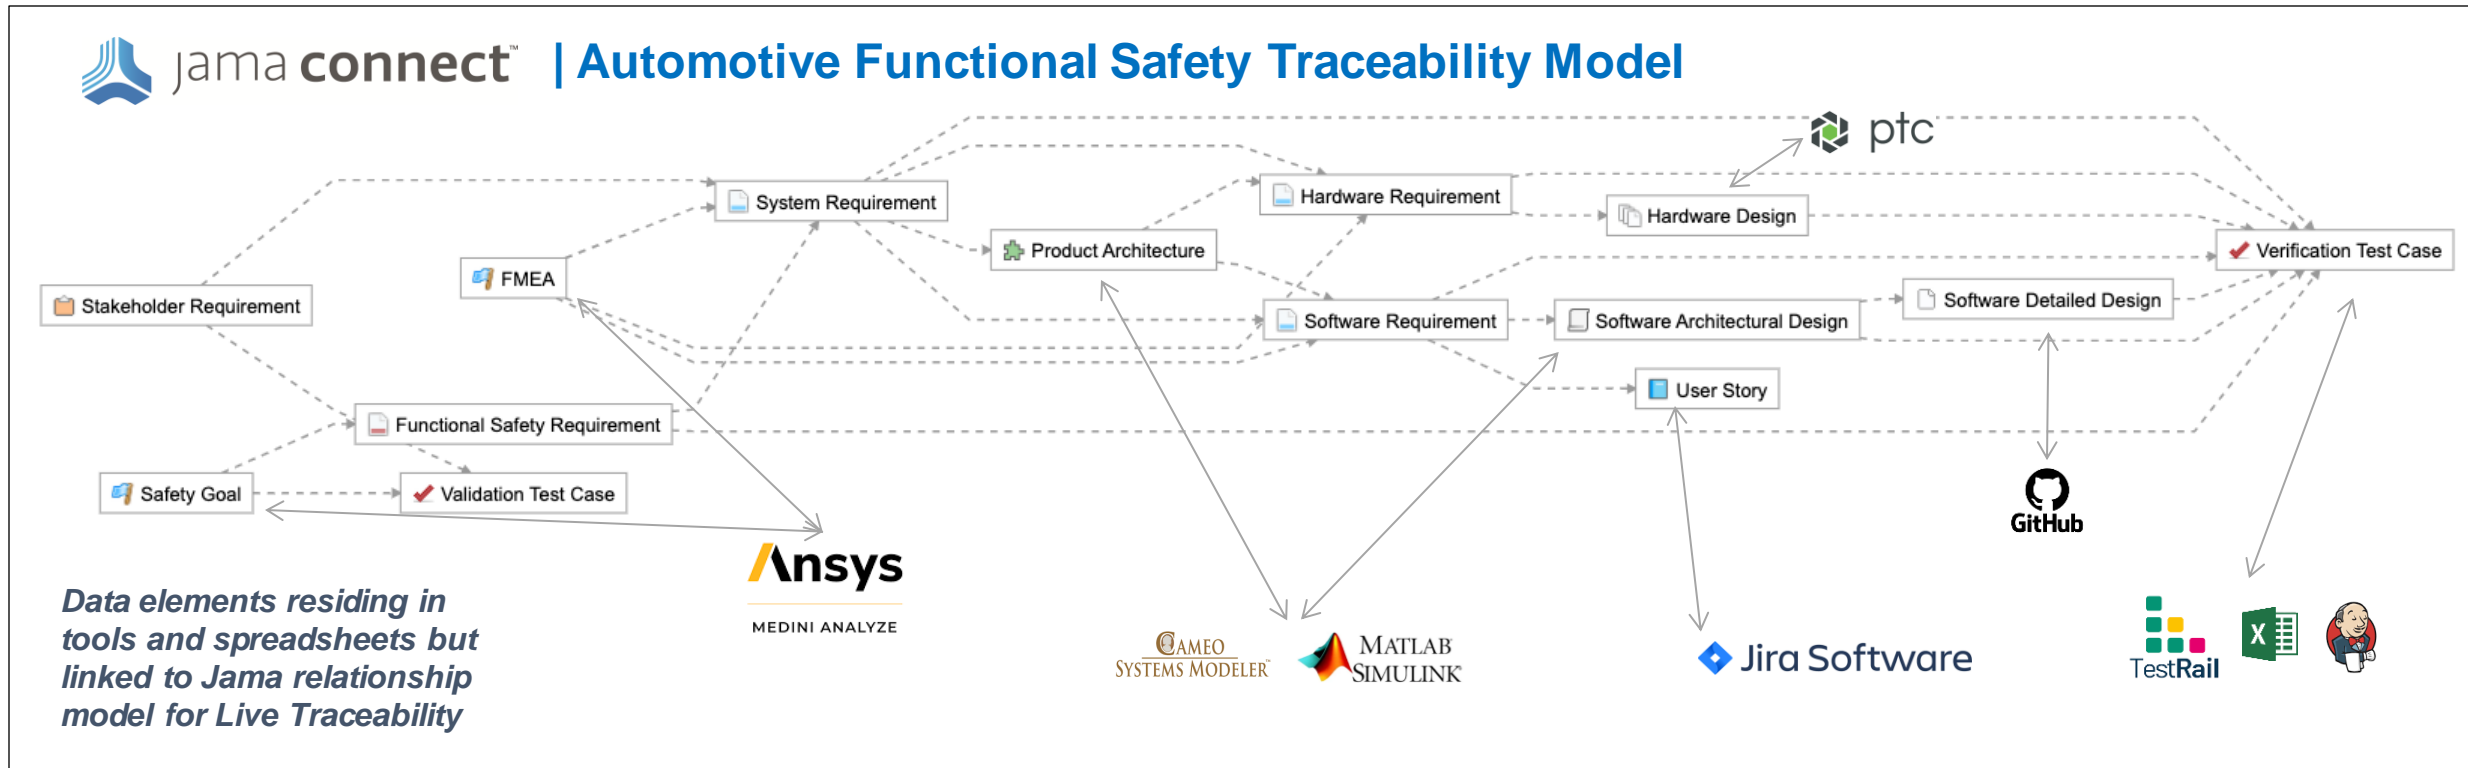 jama connect™ | Automotive Functional Safety Traceability Model
ptc
System Requirement
Hardware Requirement
Hardware Design
Product Architecture
Verification Test Case
FMEA
Stakeholder Requirement
Software Requirement
Software Architectural Design
Software Detailed Design
User Story
Functional Safety Requirement
Safety Goal
Validation Test Case
GitHub
Ansys
MEDINI ANALYZE
Data elements residing in
tools and spreadsheets but
linked to Jama relationship
model for Live Traceability
CAMEO
SYSTEMS MODELER™
MATLAB
SIMULINK®
Jira Software
TestRail
X